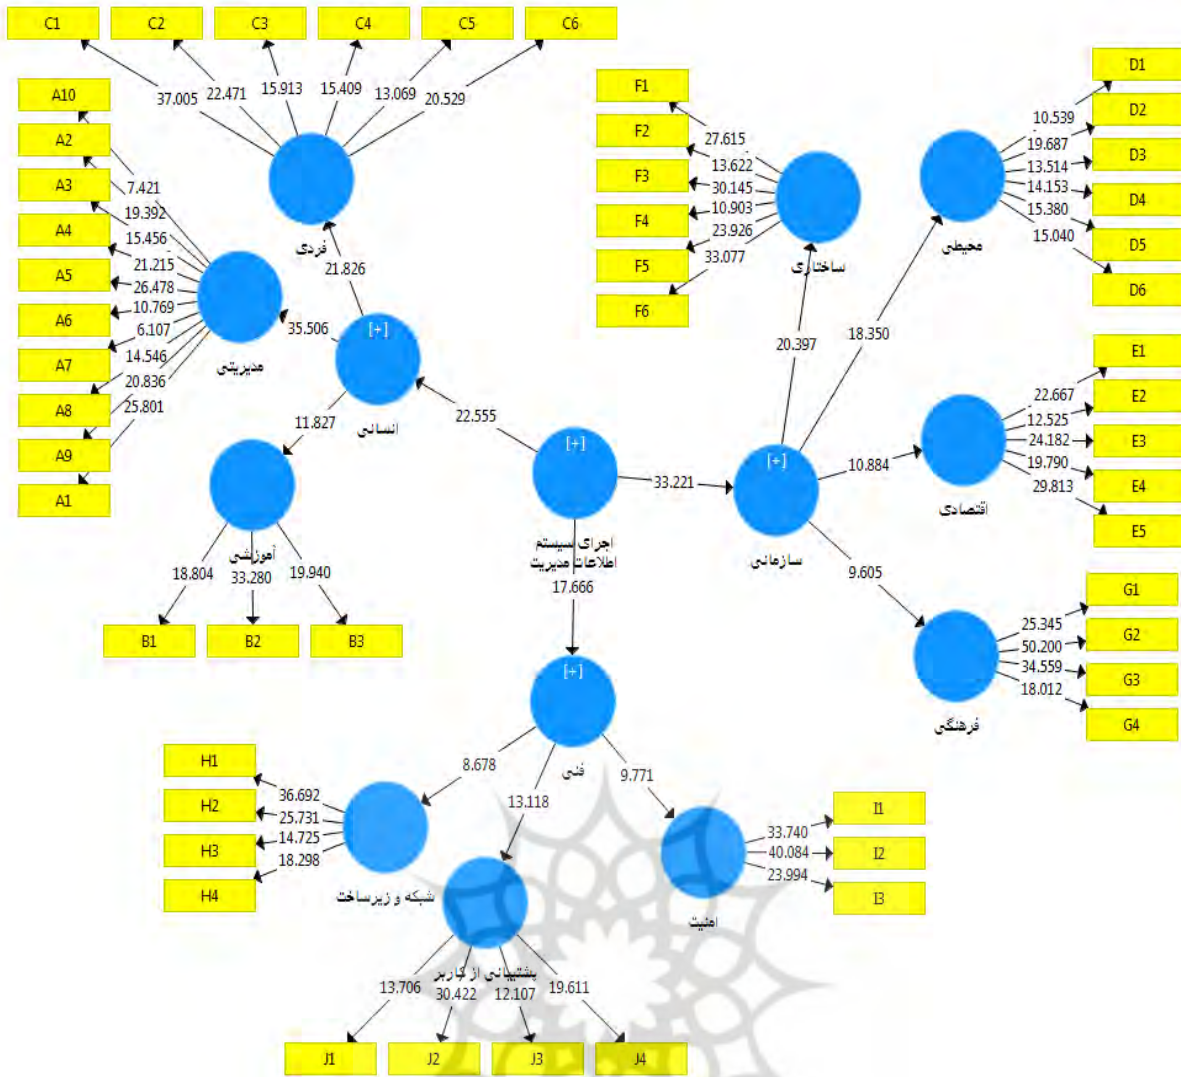 C1 C2 C3 C4 C5 C6
37.005 22.471 15.913 15.409 13.069 20.529
فردی
A10
A2
A3
A4
A5
A6
A7
A8
A9
A1
7.421
19.392
15.456
21.215
26.478
10.769
6.107
14.546
20.836
25.801
مدیریتی
21.826
35.506
11.827
[+]
انسانی
آموزشی
18.804 33.280 19.940
B1 B2 B3
22.555
[+]
اجرای سیستم
اطلاعات مدیریت
33.221
17.666
F1
F2
F3
F4
F5
F6
27.615
13.622
30.145
10.903
23.926
33.077
ساختاری
D1
D2
D3
D4
D5
D6
10.539
19.687
13.514
14.153
15.380
15.040
محیطی
20.397
18.350
10.884
9.605
[+]
سازمانی
E1
E2
E3
E4
E5
22.667
12.525
24.182
19.790
29.813
اقتصادی
G1
G2
G3
G4
25.345
50.200
34.559
18.012
فرهنگی
[+]
فنی
8.678
13.118
9.771
H1
H2
H3
H4
36.692
25.731
14.725
18.298
شبکه و زیرساخت
I1
I2
I3
33.740
40.084
23.994
امنیت
پشتیبانی از کاربر
13.706 30.422 12.107 19.611
J1 J2 J3 J4